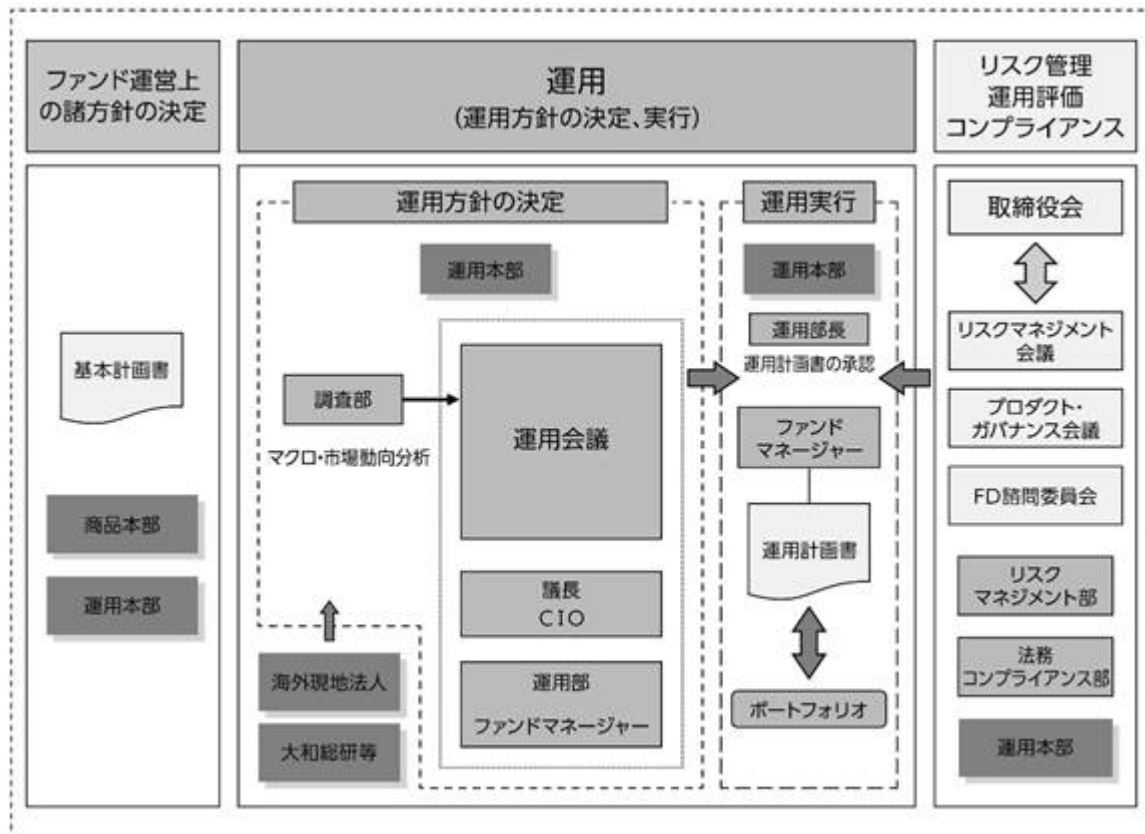 ファンド運営上
の諸方針の決定
運用
(運用方針の決定、実行)
リスク管理
運用評価
コンプライアンス
基本計画書
商品本部
運用本部
運用方針の決定
運用本部
調査部
マクロ・市場動向分析
運用会議
議長
CIO
運用部
ファンドマネージャー
海外現地法人
大和総研等
運用実行
運用本部
運用部長
運用計画書の承認
ファンド
マネージャー
運用計画書
ポートフォリオ
取締役会
リスクマネジメント
会議
プロダクト・
ガバナンス会議
FD諮問委員会
リスク
マネジメント部
法務
コンプライアンス部
運用本部